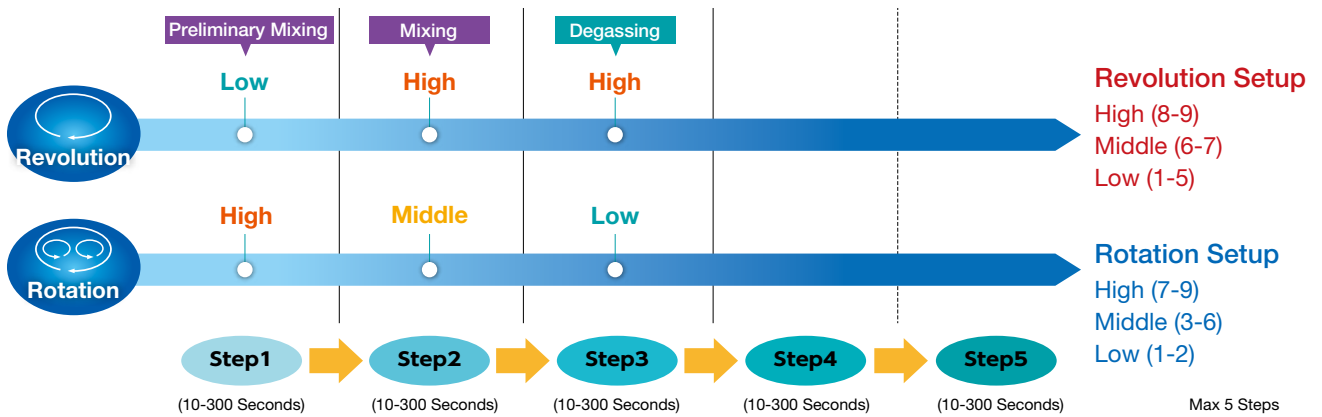 Preliminary Mixing
Mixing
Degassing
Low
High
High
Revolution
Revolution Setup
High (8-9)
Middle (6-7)
Low (1-5)
High
Middle
Low
Rotation
Rotation Setup
High (7-9)
Middle (3-6)
Low (1-2)
Step1
Step2
Step3
Step4
Step5
(10-300 Seconds)
(10-300 Seconds)
(10-300 Seconds)
(10-300 Seconds)
(10-300 Seconds)
Max 5 Steps